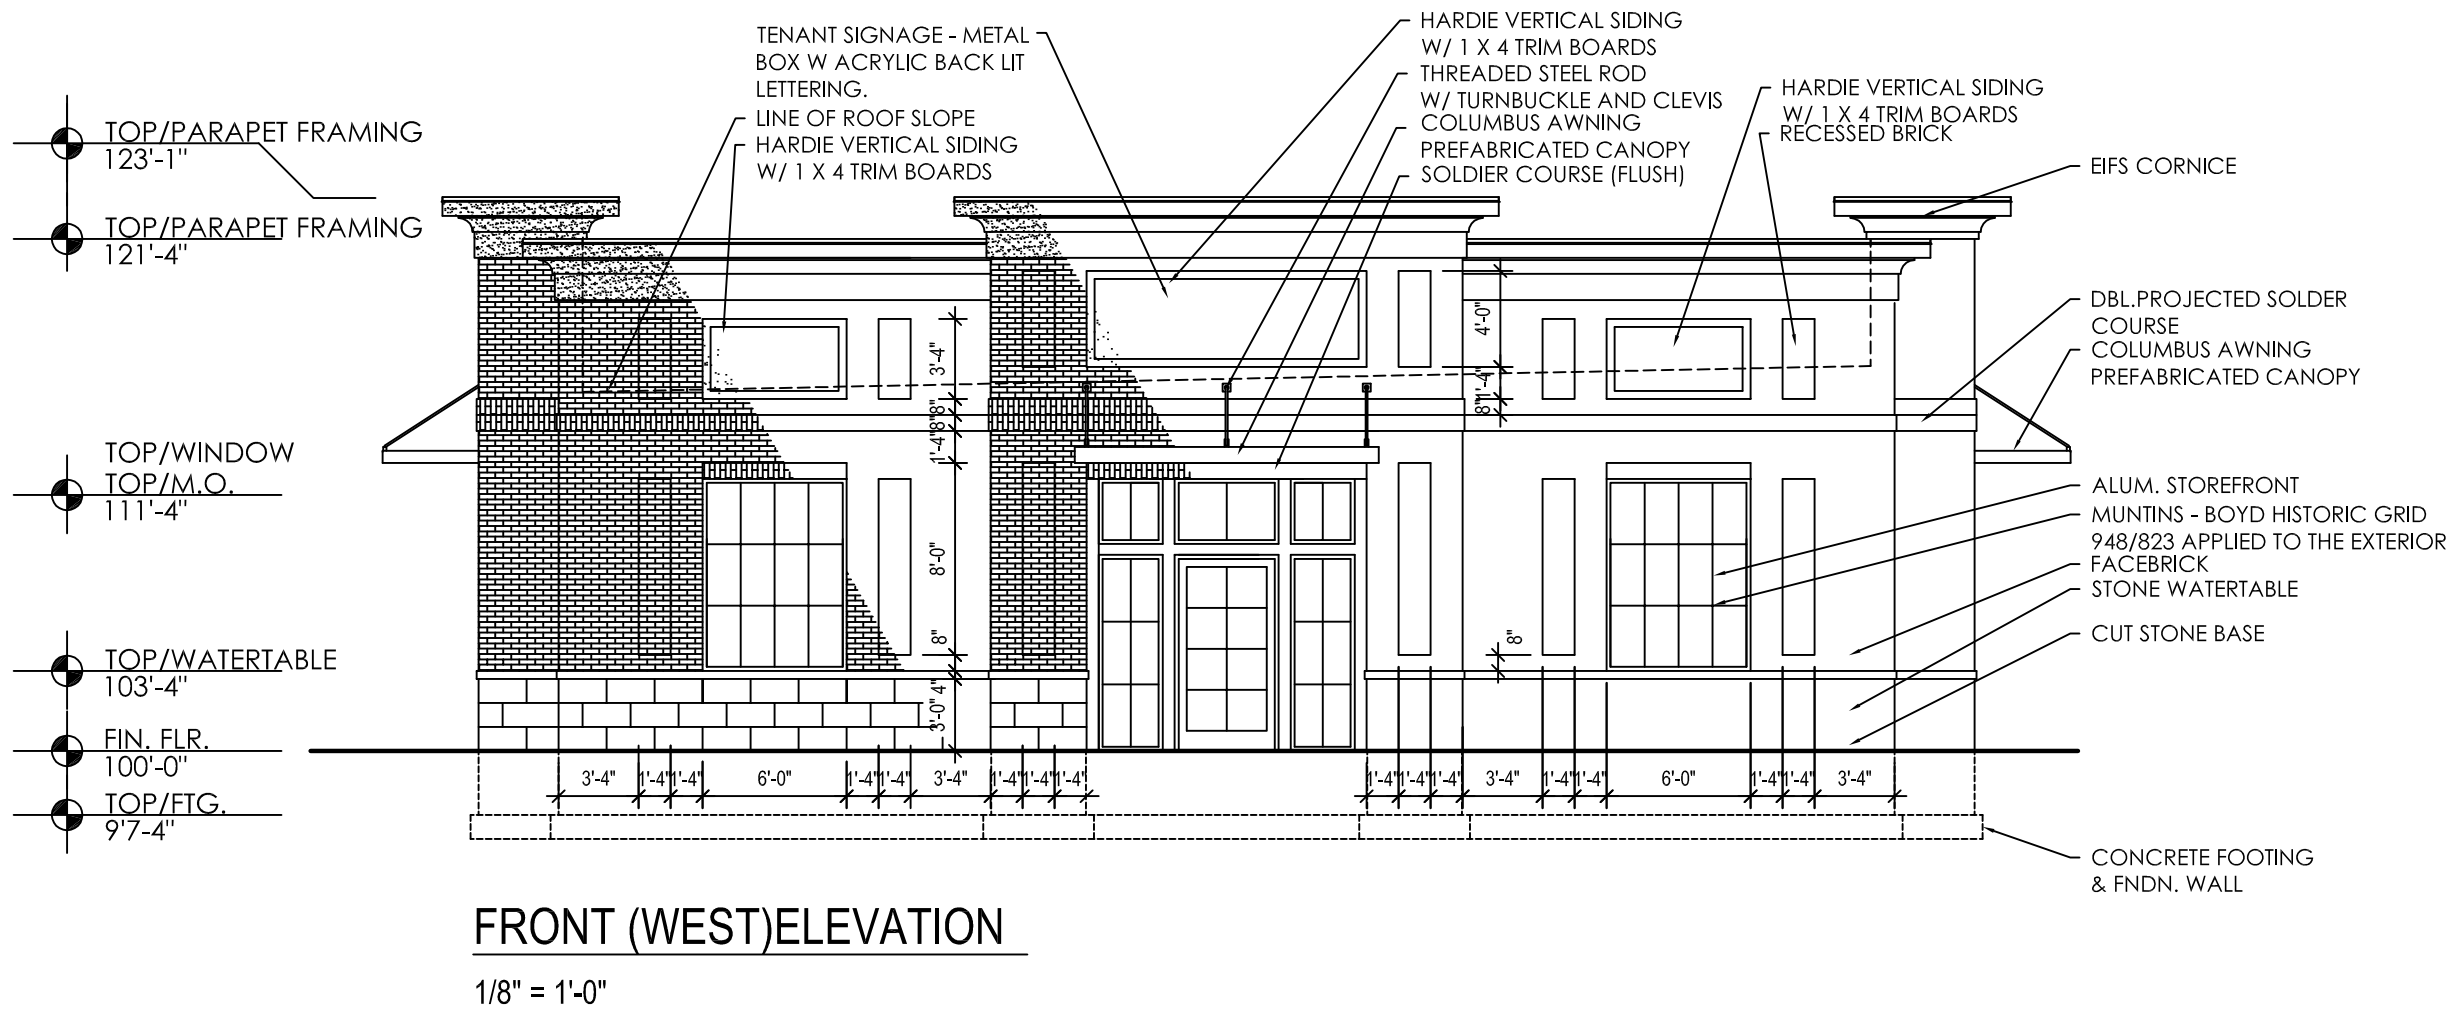 TENANT SIGNAGE - METAL
BOX W ACRYLIC BACK LIT
LETTERING.
LINE OF ROOF SLOPE
HARDIE VERTICAL SIDING
W/ 1 X 4 TRIM BOARDS
HARDIE VERTICAL SIDING
W/ 1 X 4 TRIM BOARDS
THREADED STEEL ROD
W/ TURNBUCKLE AND CLEVIS
COLUMBUS AWNING
PREFABRICATED CANOPY
SOLDIER COURSE (FLUSH)
HARDIE VERTICAL SIDING
W/ 1 X 4 TRIM BOARDS
RECESSED BRICK
EIFS CORNICE
DBL.PROJECTED SOLDER
COURSE
COLUMBUS AWNING
PREFABRICATED CANOPY
ALUM. STOREFRONT
MUNTINS - BOYD HISTORIC GRID
948/823 APPLIED TO THE EXTERIOR
FACEBRICK
STONE WATERTABLE
CUT STONE BASE
CONCRETE FOOTING
& FNDN. WALL
TOP/PARAPET FRAMING
123'-1"
TOP/PARAPET FRAMING
121'-4"
TOP/WINDOW
TOP/M.O.
111'-4"
TOP/WATERTABLE
103'-4"
FIN. FLR.
100'-0"
TOP/FTG.
9'7-4"
3'-4"
8"
8"
1'-4"
8'-0"
8"
4"
3'-0"
4'-0"
1'-4"
8"
8"
3'-4" 1'-4" 1'-4" 6'-0" 1'-4" 1'-4" 3'-4" 1'-4" 1'-4" 1'-4" 1'-4" 1'-4" 1'-4" 3'-4" 1'-4" 1'-4" 6'-0" 1'-4" 1'-4" 3'-4"
FRONT (WEST)ELEVATION
1/8" = 1'-0"